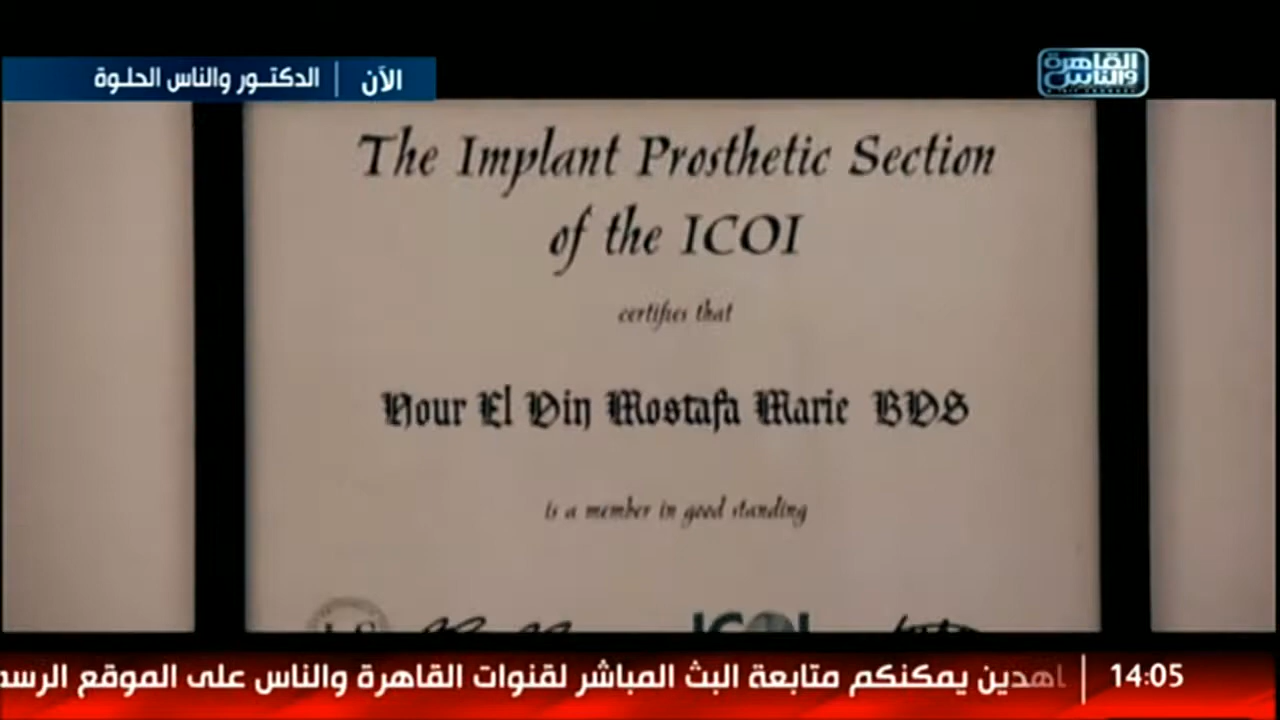 الآن | الدكتور والناس الحلوة
القاهرة
والناس
The Implant Prosthetic Section
of the ICOI
certifies that
Nour El Din Mostafa Marie BDS
is a member in good standing
ICOI
ـاهدين يمكنكم متابعة البث المباشر لقنوات القاهرة والناس على الموقع الرسمـ
14:05